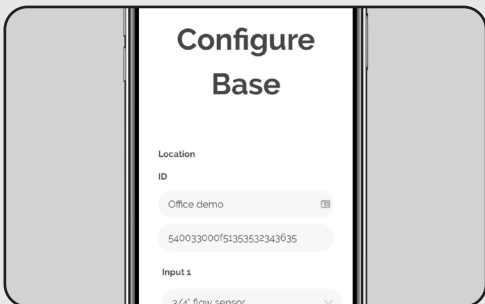 Configure
Base
Location
ID
Office demo
540033000f51353532343635
Input 1
3/4" flow sensor